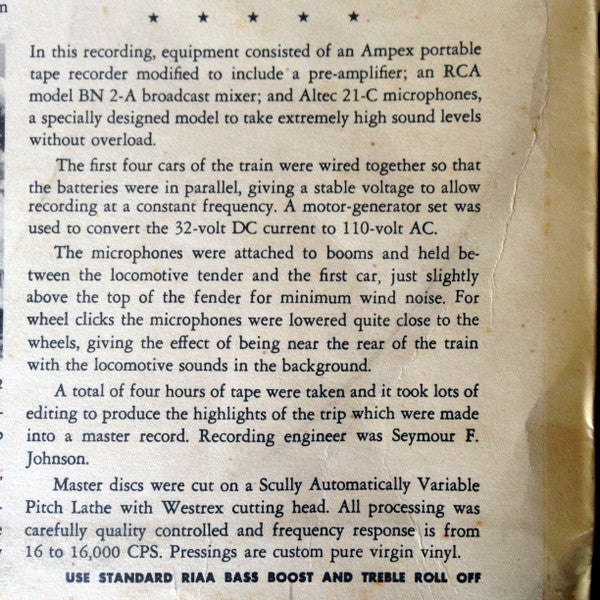 ★ ★ ★ ★ ★
In this recording, equipment consisted of an Ampex portable
tape recorder modified to include a pre-amplifier; an RCA
model BN 2-A broadcast mixer; and Altec 21-C microphones,
a specially designed model to take extremely high sound levels
without overload.
The first four cars of the train were wired together so that
the batteries were in parallel, giving a stable voltage to allow
recording at a constant frequency. A motor-generator set was
used to convert the 32-volt DC current to 110-volt AC.
The microphones were attached to booms and held be-
tween the locomotive tender and the first car, just slightly
above the top of the fender for minimum wind noise. For
wheel clicks the microphones were lowered quite close to the
wheels, giving the effect of being near the rear of the train
with the locomotive sounds in the background.
A total of four hours of tape were taken and it took lots of
editing to produce the highlights of the trip which were made
into a master record. Recording engineer was Seymour F.
Johnson.
Master discs were cut on a Scully Automatically Variable
Pitch Lathe with Westrex cutting head. All processing was
carefully quality controlled and frequency response is from
16 to 16,000 CPS. Pressings are custom pure virgin vinyl.
USE STANDARD RIAA BASS BOOST AND TREBLE ROLL OFF